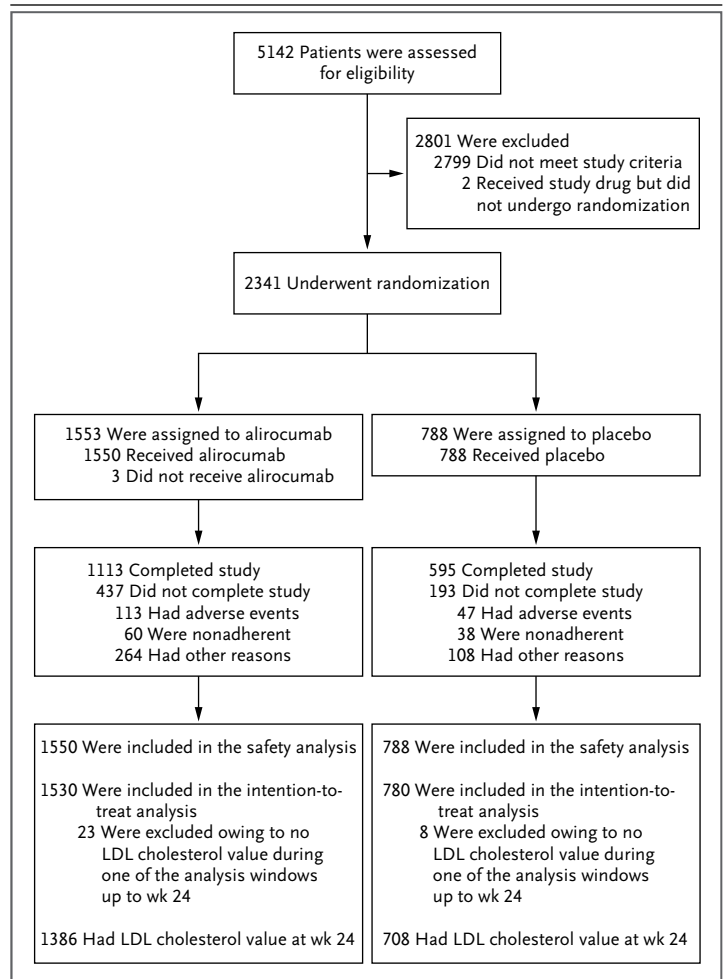 5142 Patients were assessed
for eligibility
2801 Were excluded
2799 Did not meet study criteria
2 Received study drug but did
not undergo randomization
2341 Underwent randomization
1553 Were assigned to alirocumab
1550 Received alirocumab
3 Did not receive alirocumab
788 Were assigned to placebo
788 Received placebo
1113 Completed study
437 Did not complete study
113 Had adverse events
60 Were nonadherent
264 Had other reasons
595 Completed study
193 Did not complete study
47 Had adverse events
38 Were nonadherent
108 Had other reasons
1550 Were included in the safety analysis
1530 Were included in the intention-to-
treat analysis
23 Were excluded owing to no
LDL cholesterol value during
one of the analysis windows
up to wk 24
1386 Had LDL cholesterol value at wk 24
788 Were included in the safety analysis
780 Were included in the intention-to-
treat analysis
8 Were excluded owing to no
LDL cholesterol value during
one of the analysis windows
up to wk 24
708 Had LDL cholesterol value at wk 24